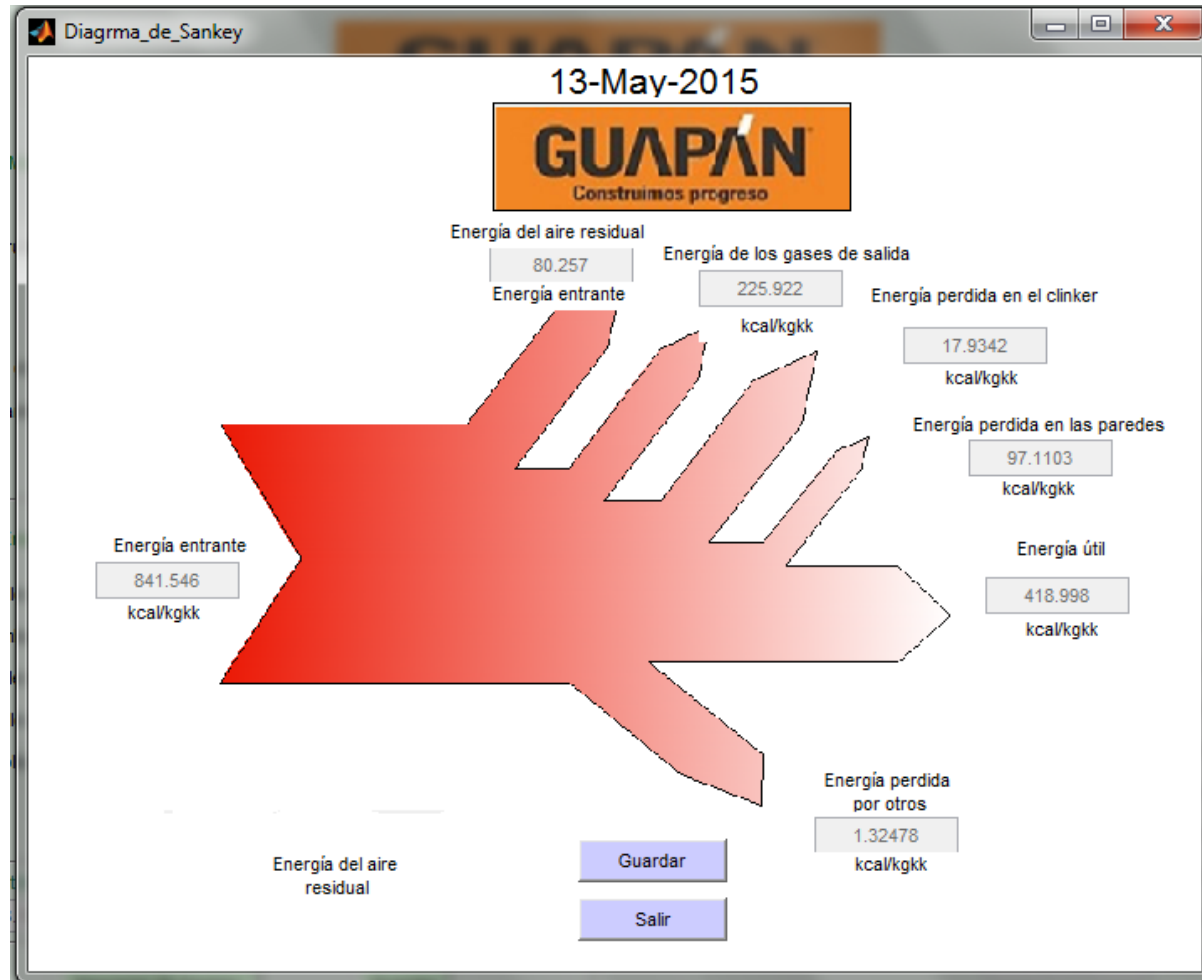 Diagrma_de_Sankey
13-May-2015
GUAPÁN
Construimos progreso
Energía del aire residual
80.257
Energía entrante
Energía de los gases de salida
225.922
kcal/kgkk
Energía perdida en el clinker
17.9342
kcal/kgkk
Energía perdida en las paredes
97.1103
kcal/kgkk
Energía entrante
841.546
kcal/kgkk
Energía útil
418.998
kcal/kgkk
Energía perdida
por otros
1.32478
kcal/kgkk
Energía del aire
residual
Guardar
Salir